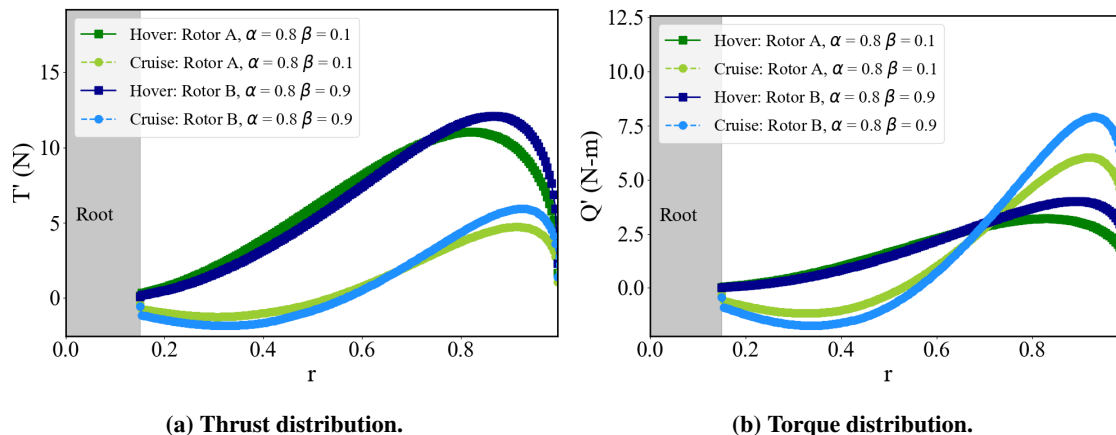 Hover: Rotor A, α = 0.8 β = 0.1
Cruise: Rotor A, α = 0.8 β = 0.1
Hover: Rotor B, α = 0.8 β = 0.9
Cruise: Rotor B, α = 0.8 β = 0.9
T' (N)
15
10
5
0
Root
0.0
0.2
0.4
0.6
0.8
r
(a) Thrust distribution.
Hover: Rotor A, α = 0.8 β = 0.1
Cruise: Rotor A, α = 0.8 β = 0.1
Hover: Rotor B, α = 0.8 β = 0.9
Cruise: Rotor B, α = 0.8 β = 0.9
Q' (N-m)
12.5
10.0
7.5
5.0
2.5
0.0
Root
0.0
0.2
0.4
0.6
0.8
r
(b) Torque distribution.